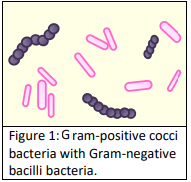 Figure 1: Gram-positive cocci
bacteria with Gram-negative
bacilli bacteria.